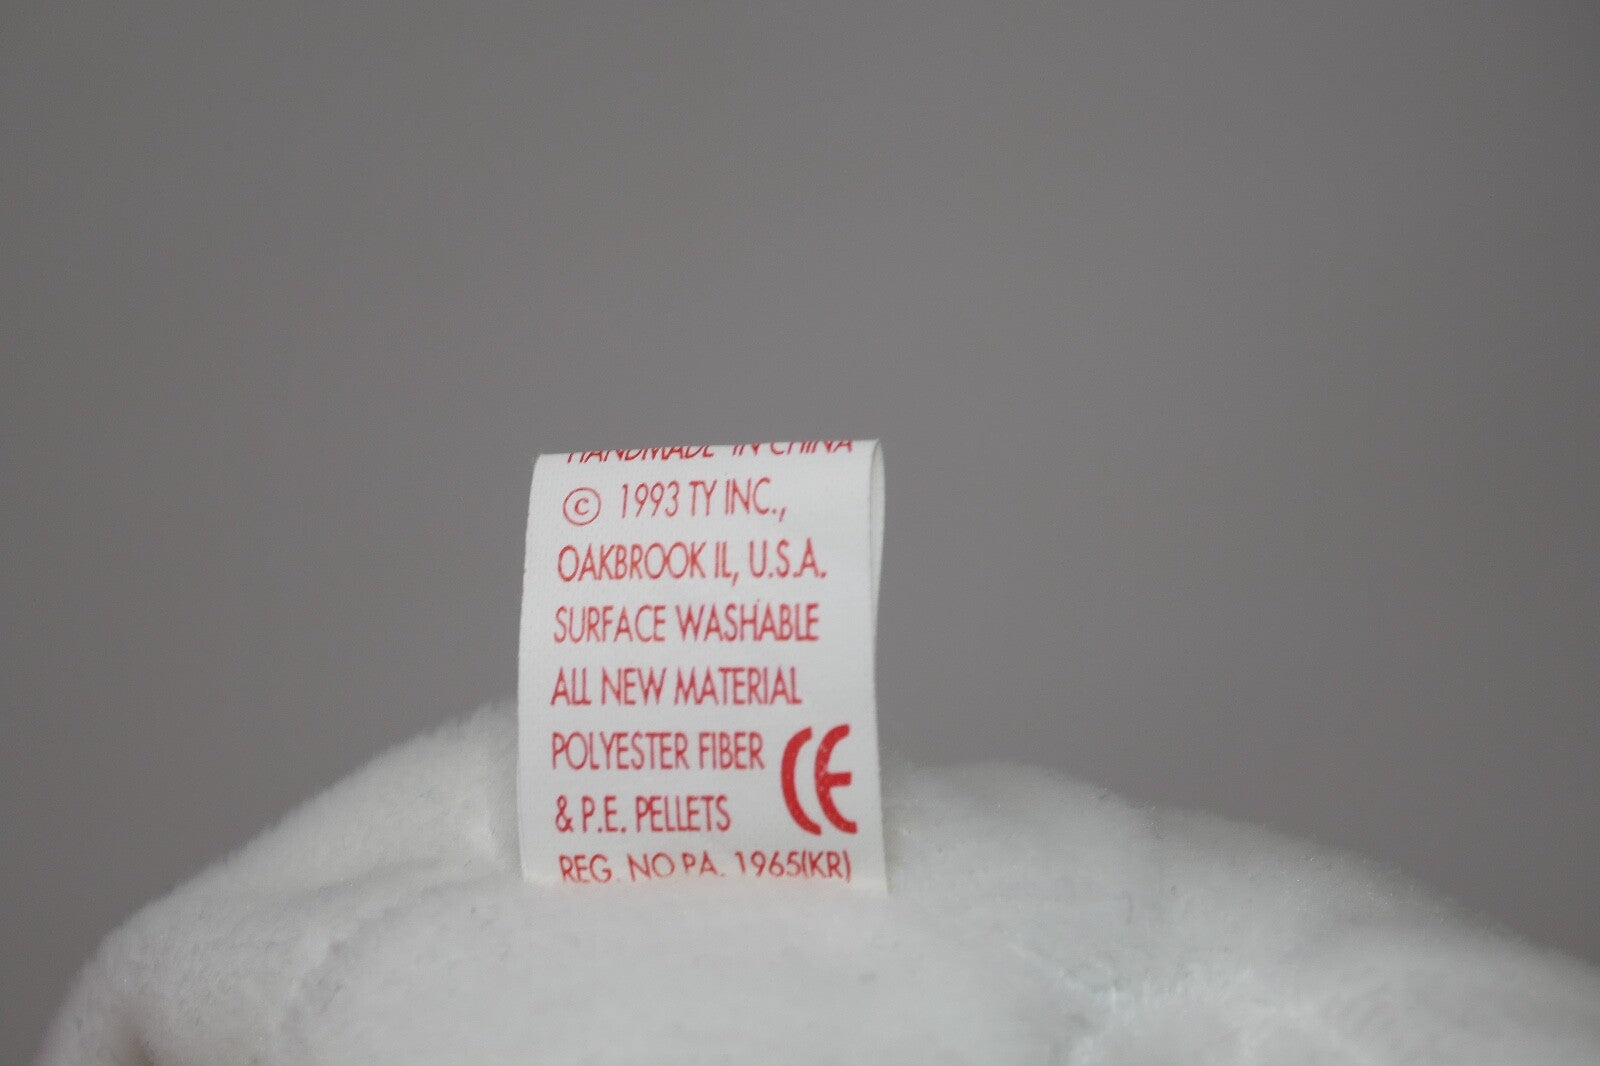 HANDMADE IN CHINA
© 1993 TY INC.,
OAKBROOK IL, U.S.A.
SURFACE WASHABLE
ALL NEW MATERIAL
POLYESTER FIBER
& P.E. PELLETS
CE
REG. NO PA. 1965(KR)